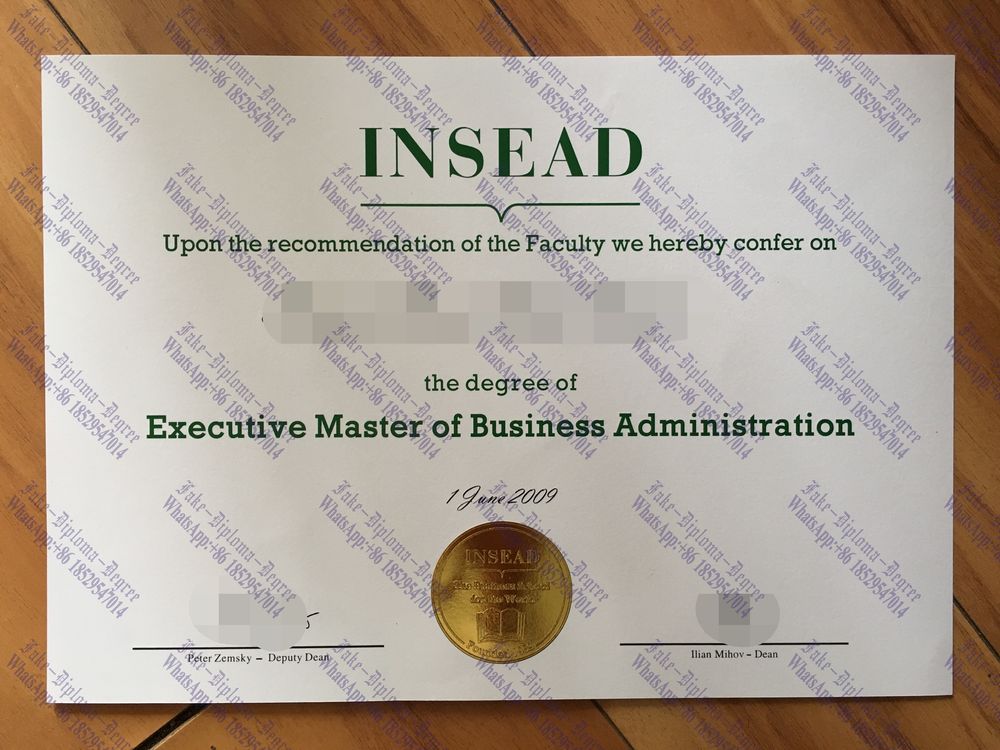 INSEAD
Upon the recommendation of the Faculty we hereby confer on
the degree of
Executive Master of Business Administration
1 June 2009
INSEAD
The Business School
for the World
Peter Zemsky – Deputy Dean
Ilian Mihov – Dean
Fake-Diploma-Degree
WhatsApp:+86 18529547014